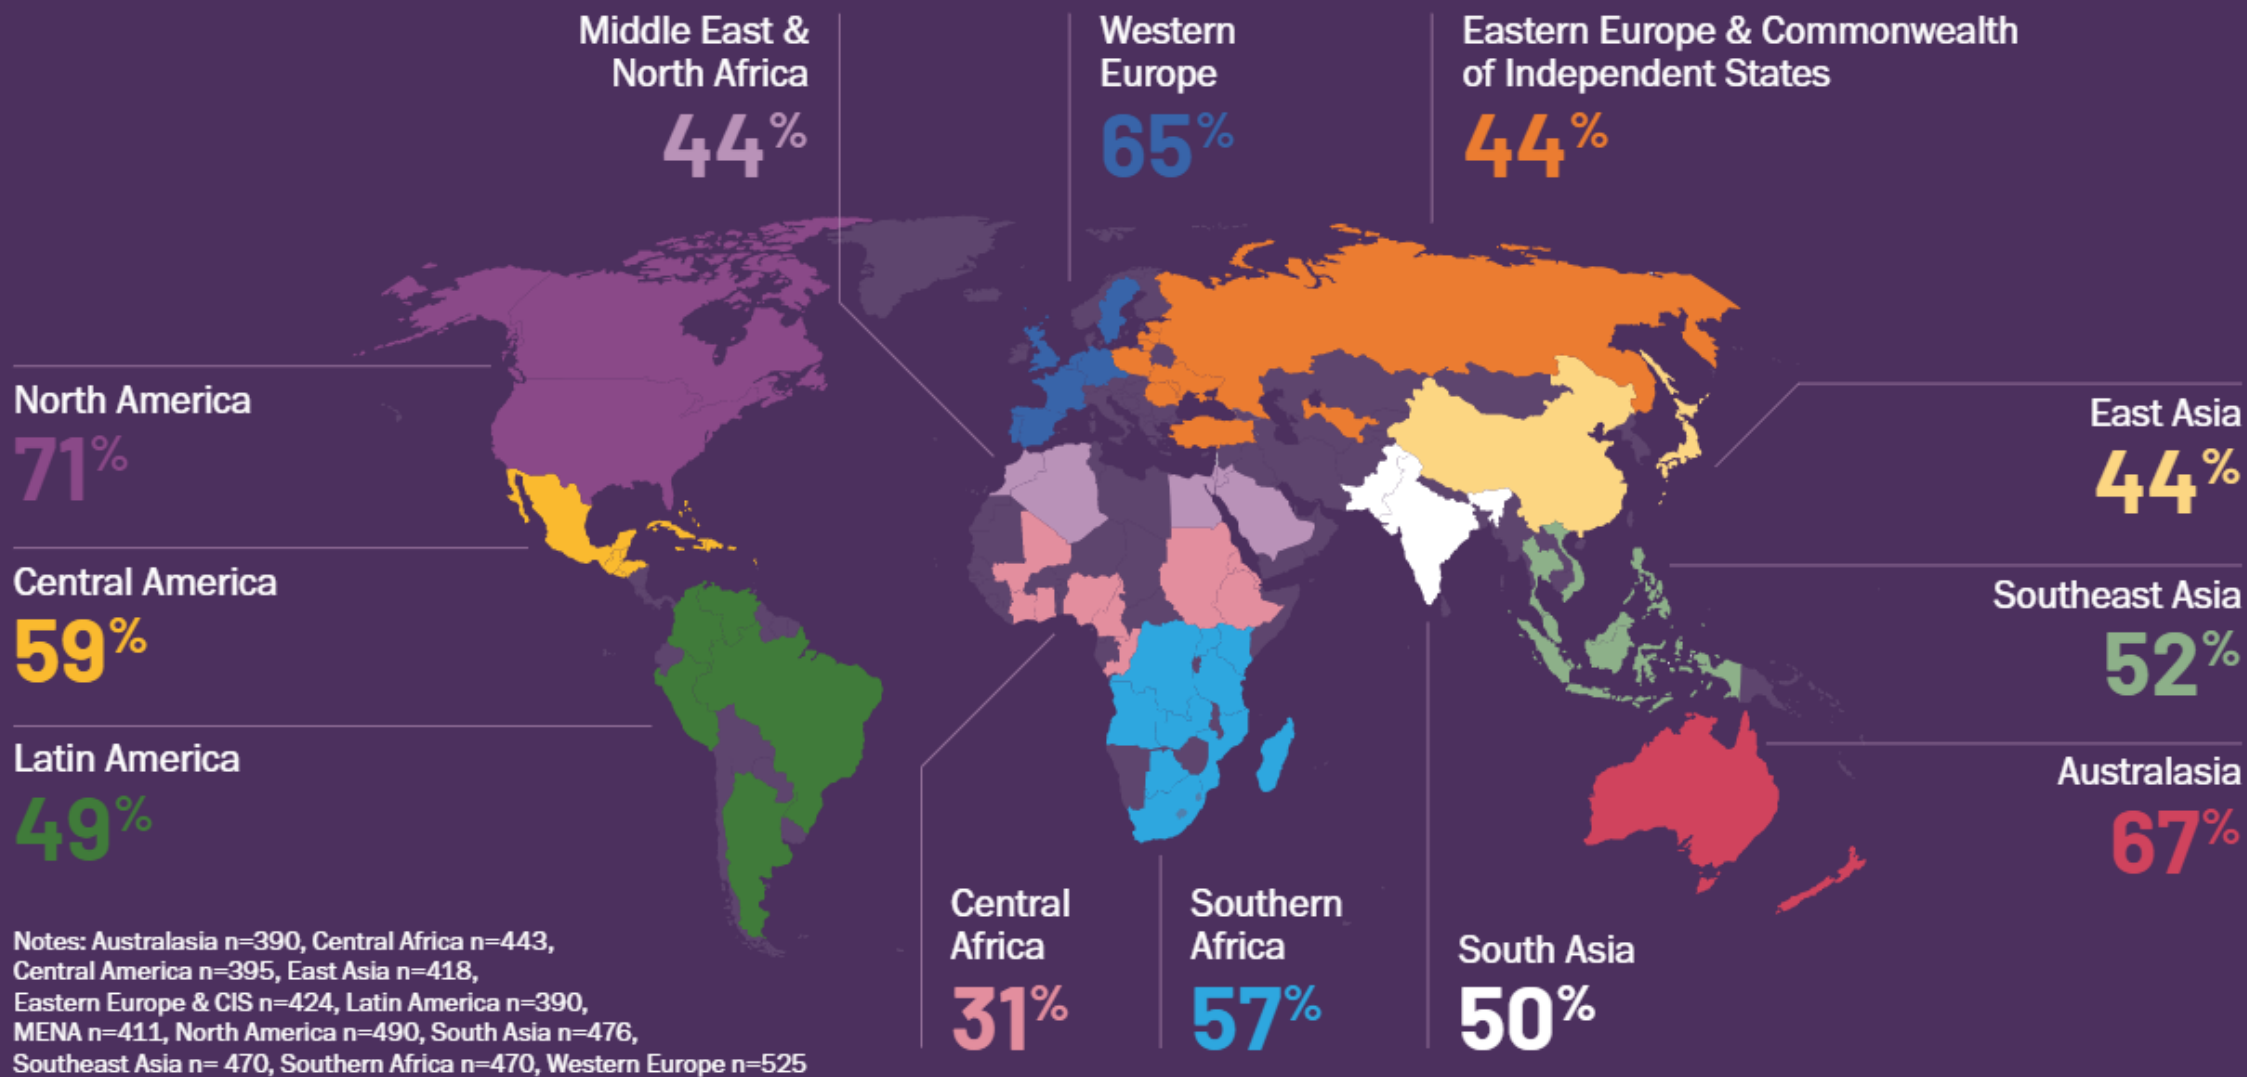 Middle East &
North Africa
44%
Western
Europe
65%
Eastern Europe & Commonwealth
of Independent States
44%
North America
71%
Central America
59%
Latin America
49%
East Asia
44%
Southeast Asia
52%
Australasia
67%
Central
Africa
31%
Southern
Africa
57%
South Asia
50%
Notes: Australasia n=390, Central Africa n=443,
Central America n=395, East Asia n=418,
Eastern Europe & CIS n=424, Latin America n=390,
MENA n=411, North America n=490, South Asia n=476,
Southeast Asia n= 470, Southern Africa n=470, Western Europe n=525